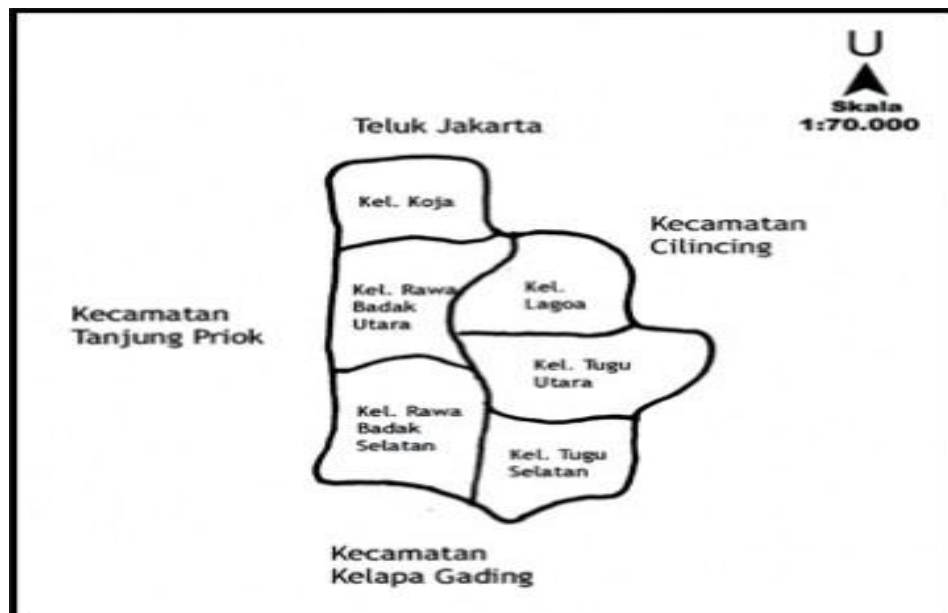 U
Skala
1:70.000
Teluk Jakarta
Kel. Koja
Kecamatan
Cilincing
Kel. Rawa
Badak
Utara
Kel.
Lagoa
Kecamatan
Tanjung Priok
Kel. Tugu
Utara
Kel. Rawa
Badak
Selatan
Kel. Tugu
Selatan
Kecamatan
Kelapa Gading